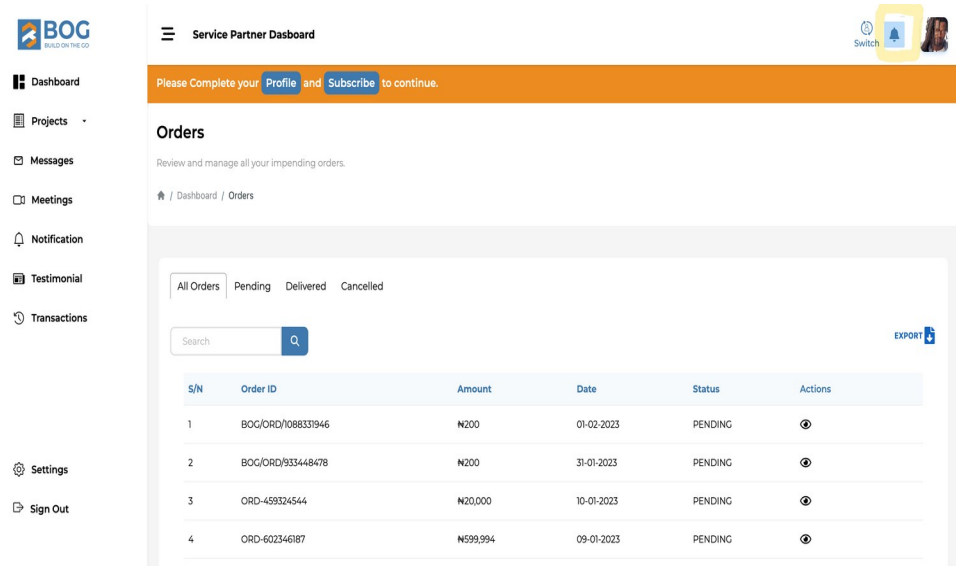 BOG
BUILD ON THE GO
Service Partner Dasboard
Switch
Dashboard
Projects
Messages
Meetings
Notification
Testimonial
Transactions
Settings
Sign Out
Please Complete your Profile and Subscribe to continue.
Orders
Review and manage all your impending orders.
/ Dashboard / Orders
All Orders Pending Delivered Cancelled
Search
EXPORT
S/N Order ID Amount Date Status Actions
1 BOG/ORD/1088331946 ₦200 01-02-2023 PENDING
2 BOG/ORD/933448478 ₦200 31-01-2023 PENDING
3 ORD-459324544 ₦20,000 10-01-2023 PENDING
4 ORD-602346187 ₦599,994 09-01-2023 PENDING